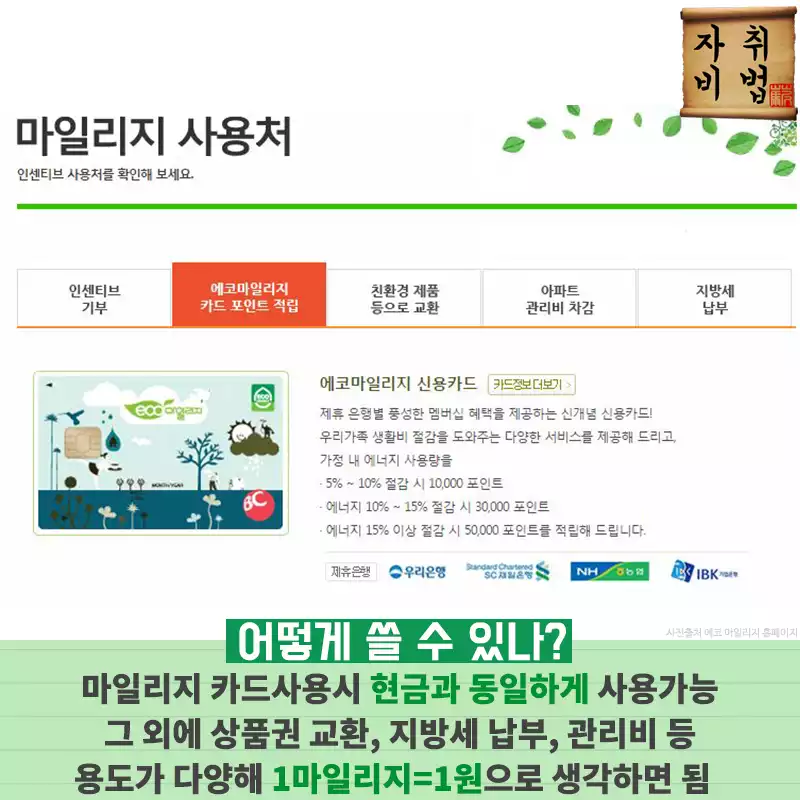 자취
비법
마일리지 사용처
인센티브 사용처를 확인해 보세요.
인센티브
기부
에코마일리지
카드 포인트 적립
친환경 제품
등으로 교환
아파트
관리비 차감
지방세
납부
eco마일리지
MONTH/YEAR
BC
에코마일리지 신용카드
카드정보 더보기 >
제휴 은행별 풍성한 멤버십 혜택을 제공하는 신개념 신용카드!
우리가족 생활비 절감을 도와주는 다양한 서비스를 제공해 드리고,
가정 내 에너지 사용량을
· 5% ~ 10% 절감 시 10,000 포인트
· 에너지 10% ~ 15% 절감 시 30,000 포인트
· 에너지 15% 이상 절감 시 50,000 포인트를 적립해 드립니다.
제휴은행
우리은행
Standard Chartered
SC제일은행
NH 농협
IBK 기업은행
사진출처 에코 마일리지 홈페이지
어떻게 쓸 수 있나?
마일리지 카드사용시 현금과 동일하게 사용가능
그 외에 상품권 교환, 지방세 납부, 관리비 등
용도가 다양해 1마일리지=1원으로 생각하면 됨